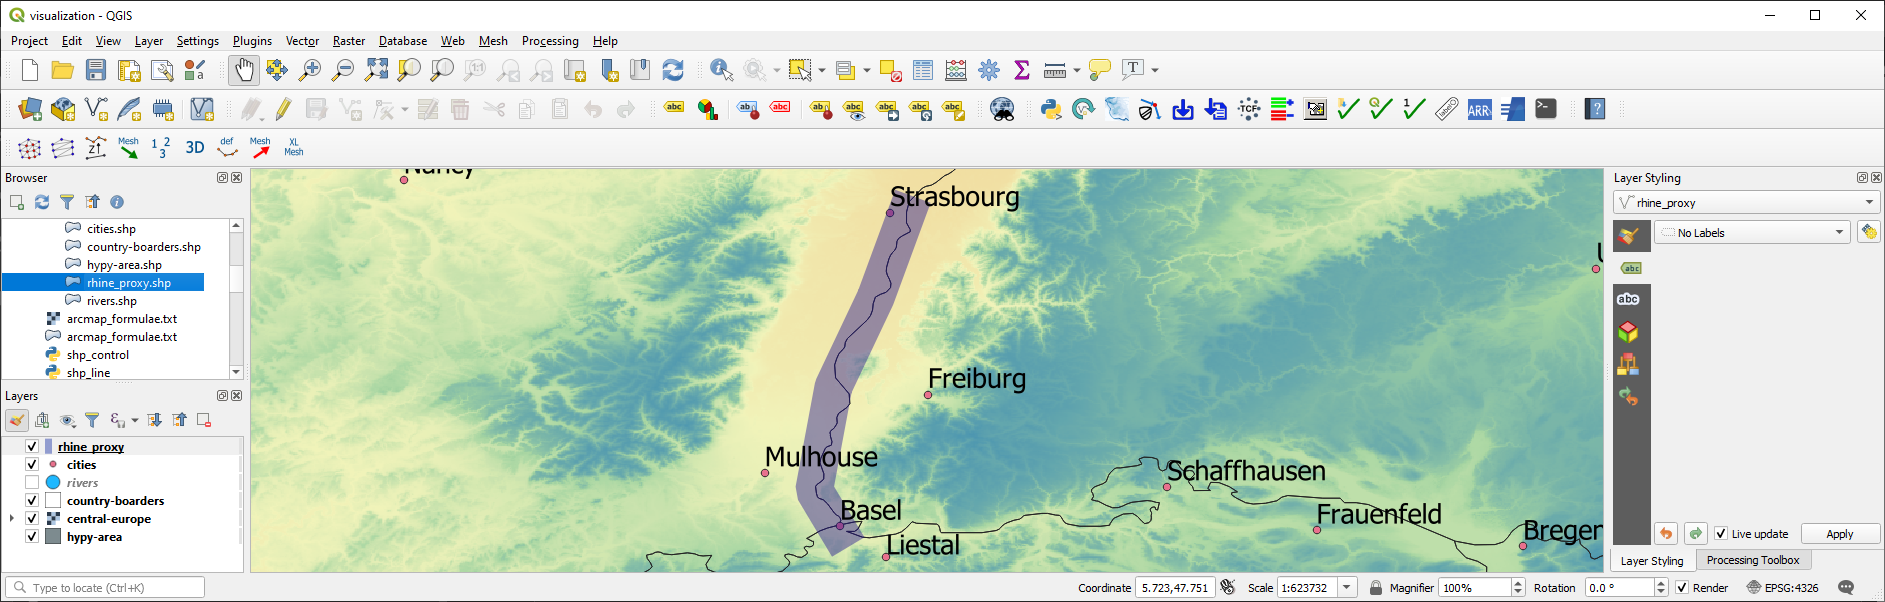 visualization - QGIS
Project Edit View Layer Settings Plugins Vector Raster Database Web Mesh Processing Help
Mesh 1 2 3 3D def Mesh XL Mesh
Browser
cities.shp
country-boarders.shp
hypy-area.shp
rhine_proxy.shp
rivers.shp
arcmap_formulae.txt
arcmap_formulae.txt
shp_control
shp_line
Layers
rhine_proxy
cities
rivers
country-boarders
central-europe
hypy-area
Nancy
Strasbourg
Freiburg
Mulhouse
Schaffhausen
Basel
Frauenfeld
Liestal
Bregen
Layer Styling
rhine_proxy
No Labels
abc
abc
Live update Apply
Layer Styling Processing Toolbox
Type to locate (Ctrl+K) Coordinate 5.723,47.751 Scale 1:623732 Magnifier 100% Rotation 0.0 ° Render EPSG:4326